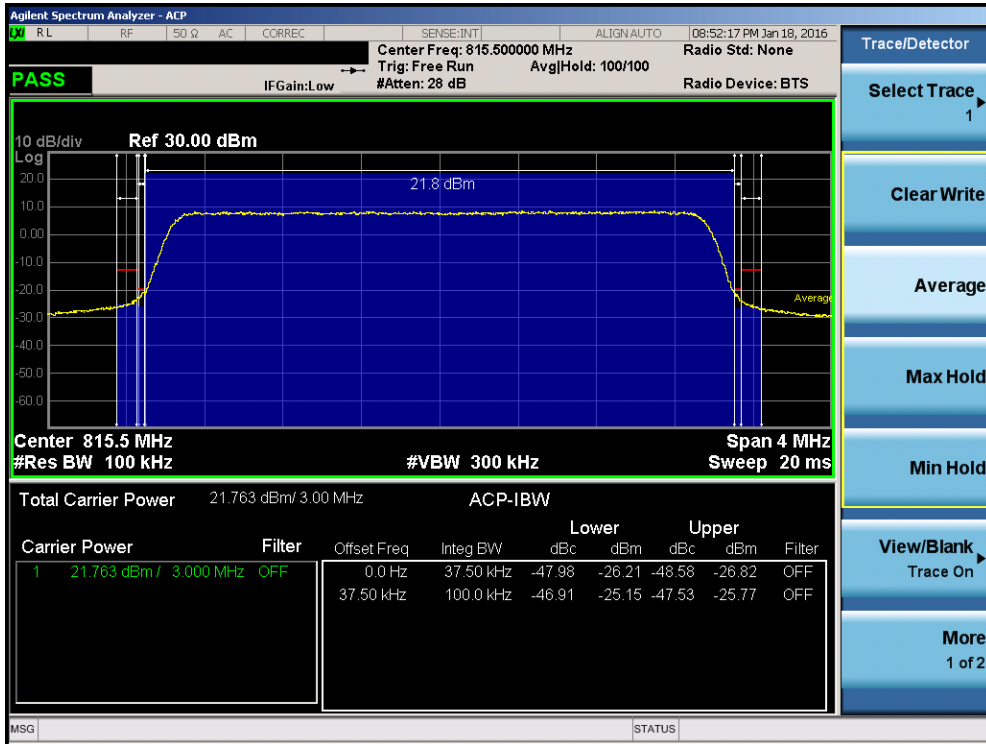 Agilent Spectrum Analyzer - ACP
LXI RL RF 50 Ω AC CORREC SENSE:INT ALIGN AUTO 08:52:17 PM Jan 18, 2016
Center Freq: 815.500000 MHz Radio Std: None
Trig: Free Run Avg|Hold: 100/100
PASS IFGain:Low #Atten: 28 dB Radio Device: BTS
10 dB/div Ref 30.00 dBm
Log
20.0
21.8 dBm
10.0
0.00
-10.0
-20.0
Average
-30.0
-40.0
-50.0
-60.0
Center 815.5 MHz Span 4 MHz
#Res BW 100 kHz #VBW 300 kHz Sweep 20 ms
Total Carrier Power 21.763 dBm/ 3.00 MHz ACP-IBW
Lower Upper
Carrier Power Filter Offset Freq Integ BW dBc dBm dBc dBm Filter
1 21.763 dBm / 3.000 MHz OFF 0.0 Hz 37.50 kHz -47.98 -26.21 -48.58 -26.82 OFF
37.50 kHz 100.0 kHz -46.91 -25.15 -47.53 -25.77 OFF
MSG STATUS
Trace/Detector
Select Trace
1
Clear Write
Average
Max Hold
Min Hold
View/Blank
Trace On
More
1 of 2